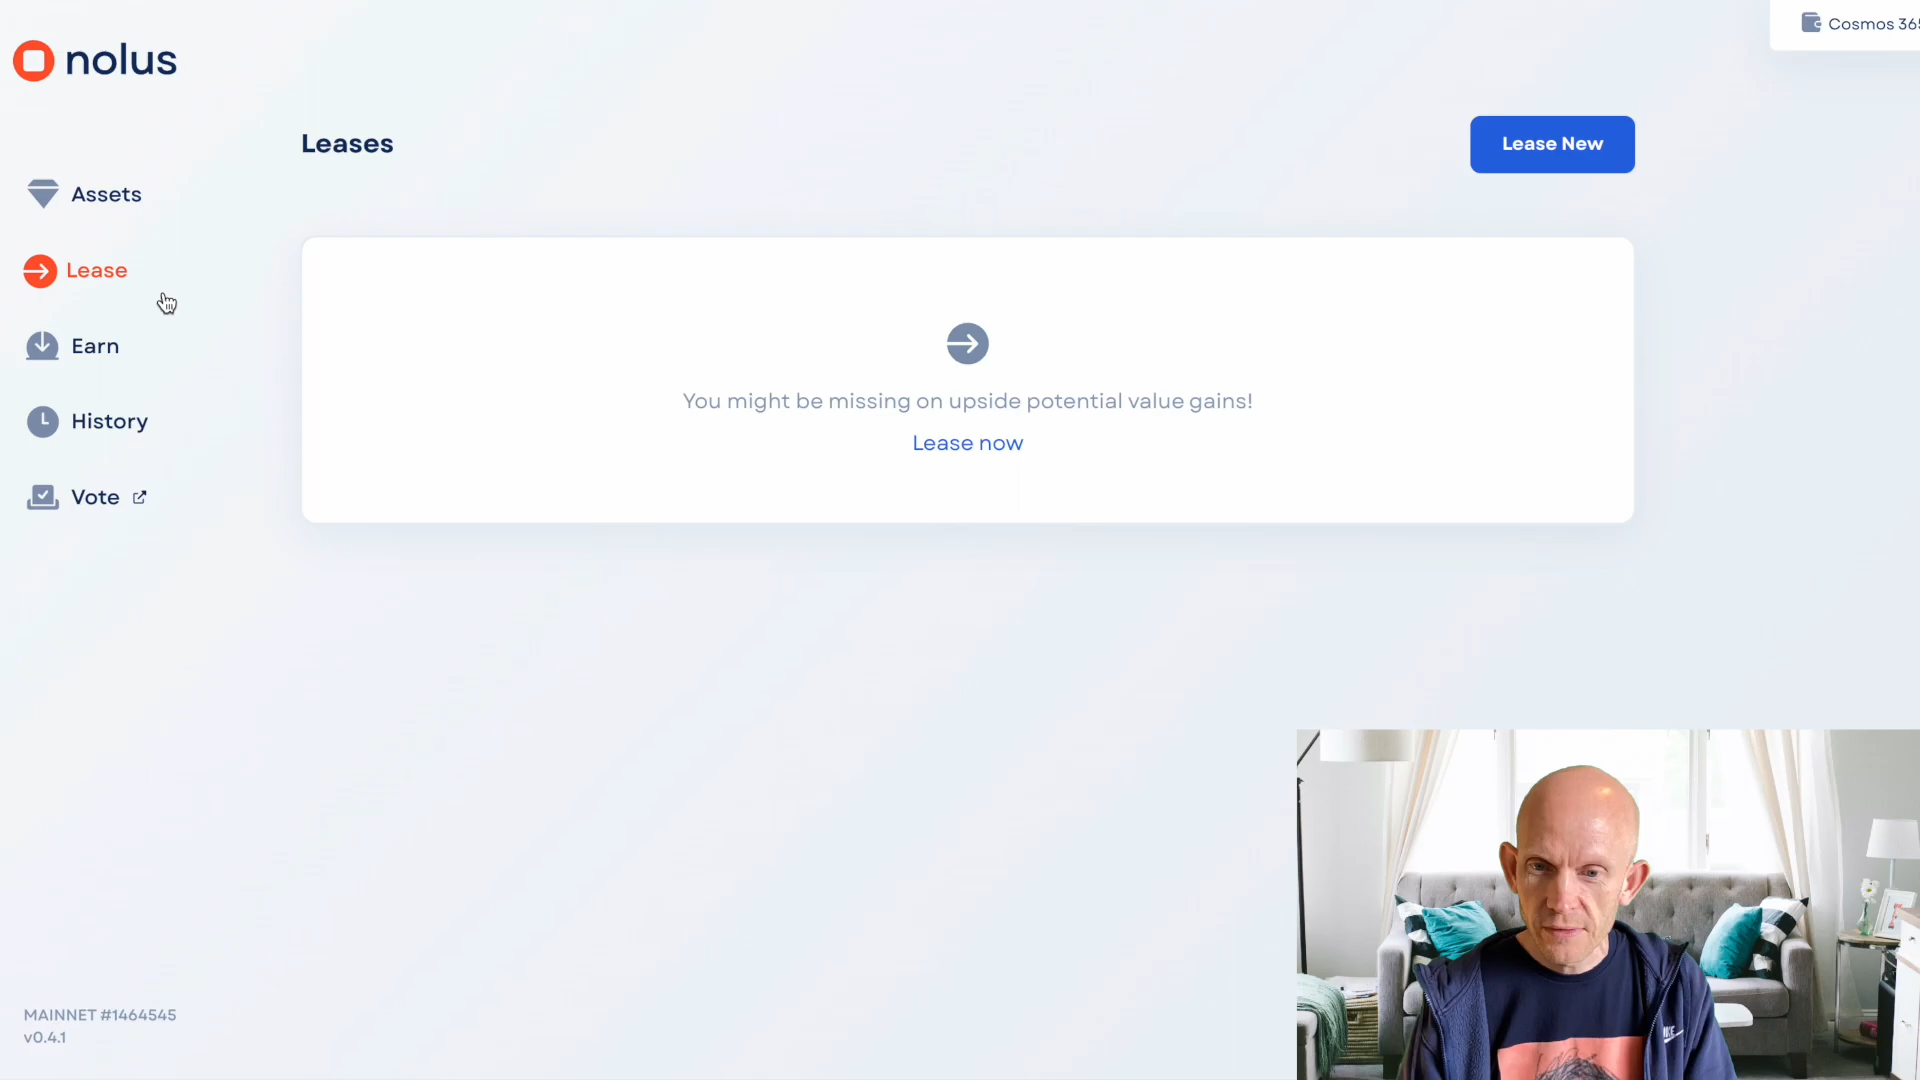 nolus
Cosmos 365
Leases
Lease New
Assets
Lease
Earn
History
Vote
You might be missing on upside potential value gains!
Lease now
MAINNET #1464545
v0.4.1